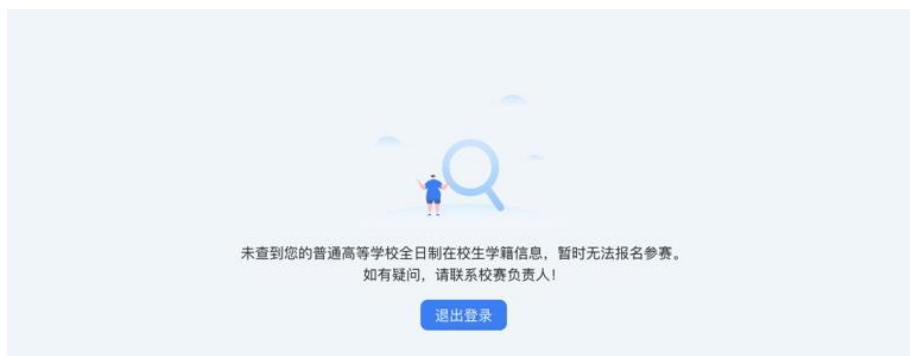 未查到您的普通高等学校全日制在校生学籍信息，暂时无法报名参赛。
如有疑问，请联系校赛负责人！
退出登录